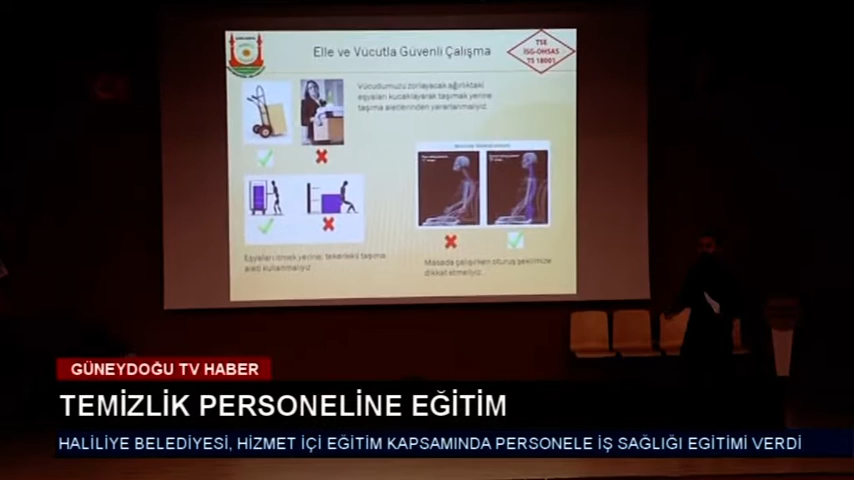 Elle ve Vücutla Güvenli Çalışma
TSE
İSG-OHSAS
TS 18001
Vücudumuzu zorlayacak ağırlıktaki
eşyaları kucaklayarak taşımak yerine
taşıma aletlerinden yararlanmalıyız.
Eşyaları itmek yerine, tekerlekli taşıma
aleti kullanmalıyız.
Masada çalışırken oturuş şeklimize
dikkat etmeliyiz.
GÜNEYDOĞU TV HABER
TEMİZLİK PERSONELİNE EĞİTİM
HALİLİYE BELEDİYESİ, HİZMET İÇİ EĞİTİM KAPSAMINDA PERSONELE İŞ SAĞLIĞI EGİTİMİ VERDİ